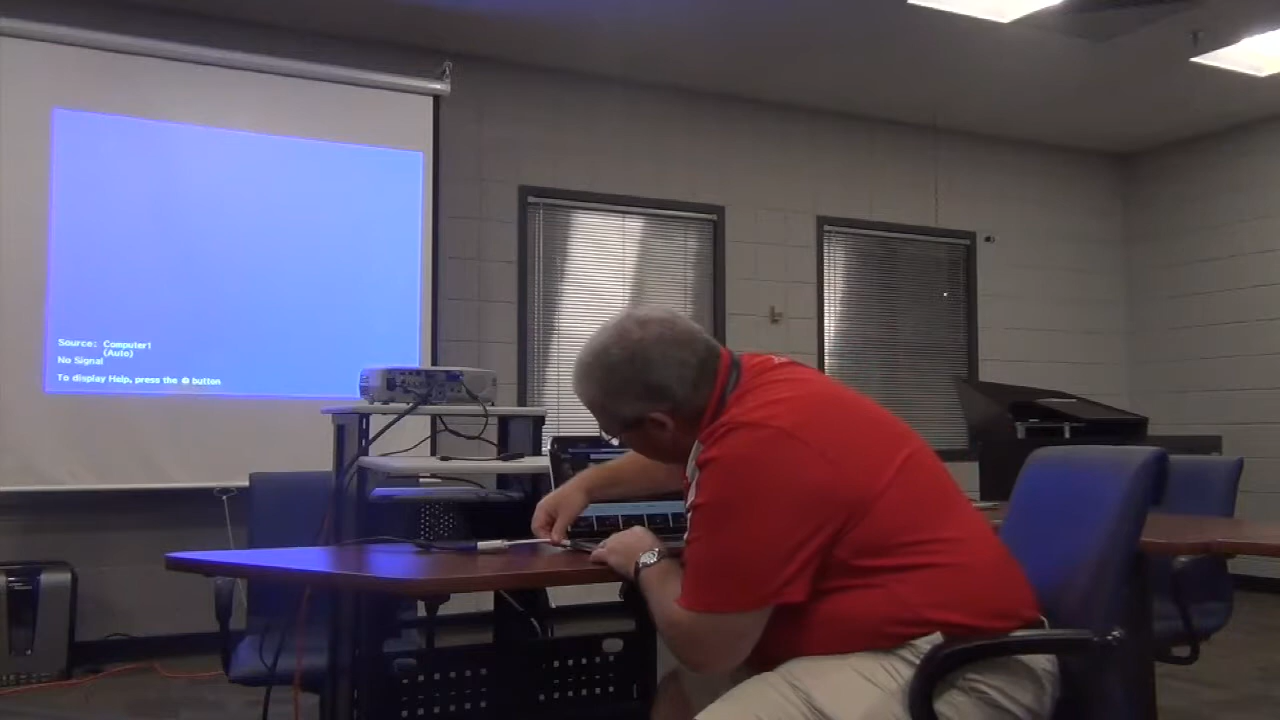 Source: Computer1
(Auto)
No Signal
To display Help, press the button